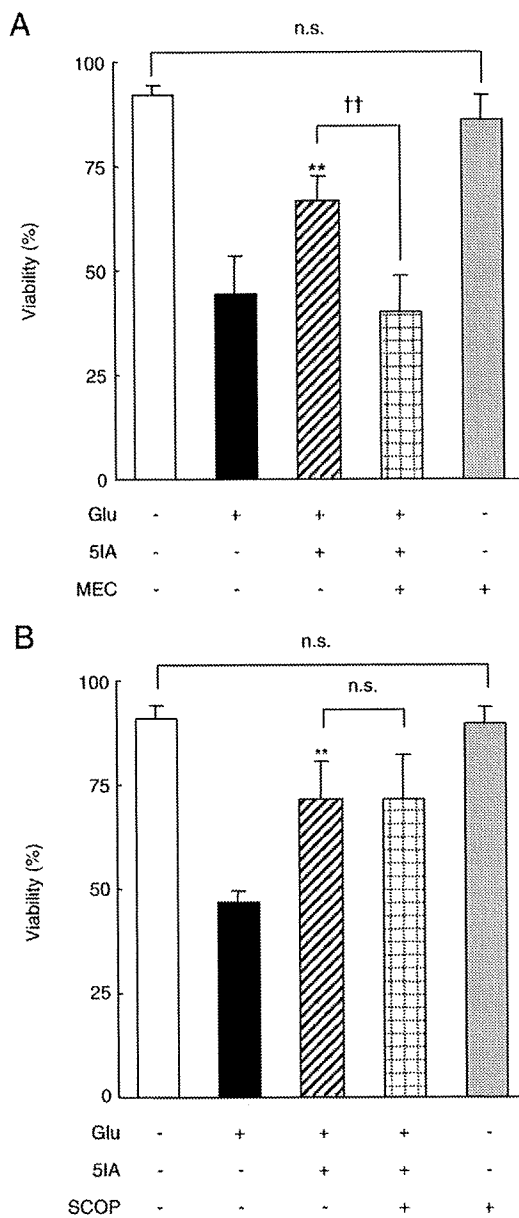 A
n.s.
100
††
**
75
Viability (%)
50
25
0
Glu - + + + -
5IA - - + + -
MEC - - - + +
B
n.s.
100
n.s.
**
75
Viability (%)
50
25
0
Glu - + + + -
5IA - - + + -
SCOP - - - + +